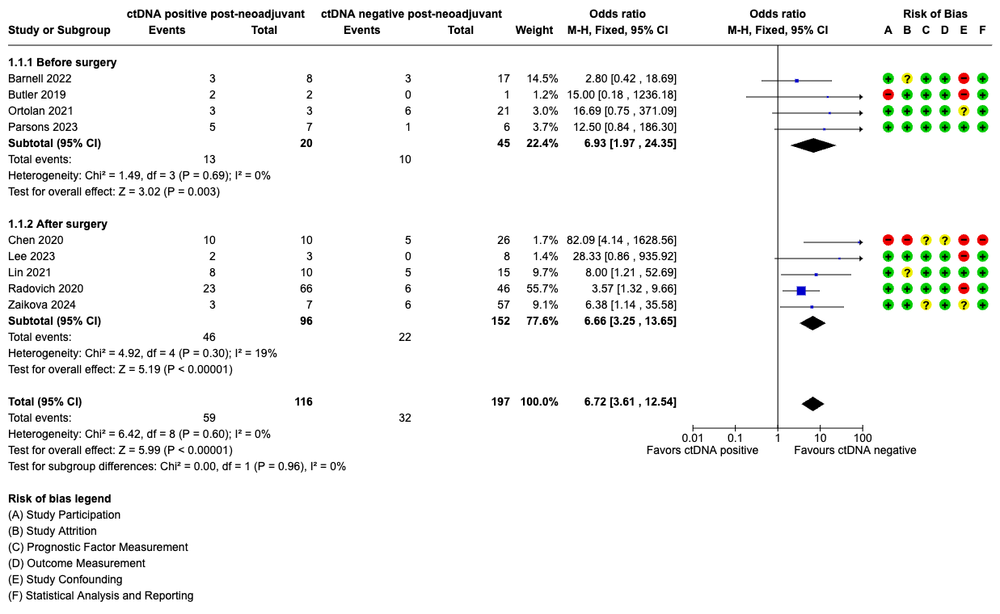 ctDNA positive post-neoadjuvant ctDNA negative post-neoadjuvant Odds ratio Odds ratio Risk of Bias
Study or Subgroup Events Total Events Total Weight M-H, Fixed, 95% CI M-H, Fixed, 95% CI A B C D E F
1.1.1 Before surgery
Barnell 2022 3 8 3 17 14.5% 2.80 [0.42 , 18.69] + ? + + − +
Butler 2019 2 2 0 1 1.2% 15.00 [0.18 , 1236.18] − + + + − +
Ortolan 2021 3 3 6 21 3.0% 16.69 [0.75 , 371.09] + + + + ? +
Parsons 2023 5 7 1 6 3.7% 12.50 [0.84 , 186.30] + + + + + +
Subtotal (95% CI) 20 45 22.4% 6.93 [1.97 , 24.35]
Total events: 13 10
Heterogeneity: Chi² = 1.49, df = 3 (P = 0.69); I² = 0%
Test for overall effect: Z = 3.02 (P = 0.003)
1.1.2 After surgery
Chen 2020 10 10 5 26 1.7% 82.09 [4.14 , 1628.56] − − ? ? − −
Lee 2023 2 3 0 8 1.4% 28.33 [0.86 , 935.92] + + + + − +
Lin 2021 8 10 5 15 9.7% 8.00 [1.21 , 52.69] + ? + + + +
Radovich 2020 23 66 6 46 55.7% 3.57 [1.32 , 9.66] + + + + − +
Zaikova 2024 3 7 6 57 9.1% 6.38 [1.14 , 35.58] + + ? + ? +
Subtotal (95% CI) 96 152 77.6% 6.66 [3.25 , 13.65]
Total events: 46 22
Heterogeneity: Chi² = 4.92, df = 4 (P = 0.30); I² = 19%
Test for overall effect: Z = 5.19 (P < 0.00001)
Total (95% CI) 116 197 100.0% 6.72 [3.61 , 12.54]
Total events: 59 32
Heterogeneity: Chi² = 6.42, df = 8 (P = 0.60); I² = 0%
Test for overall effect: Z = 5.99 (P < 0.00001)
Test for subgroup differences: Chi² = 0.00, df = 1 (P = 0.96), I² = 0%
0.01 0.1 1 10 100
Favors ctDNA positive Favours ctDNA negative
Risk of bias legend
(A) Study Participation
(B) Study Attrition
(C) Prognostic Factor Measurement
(D) Outcome Measurement
(E) Study Confounding
(F) Statistical Analysis and Reporting